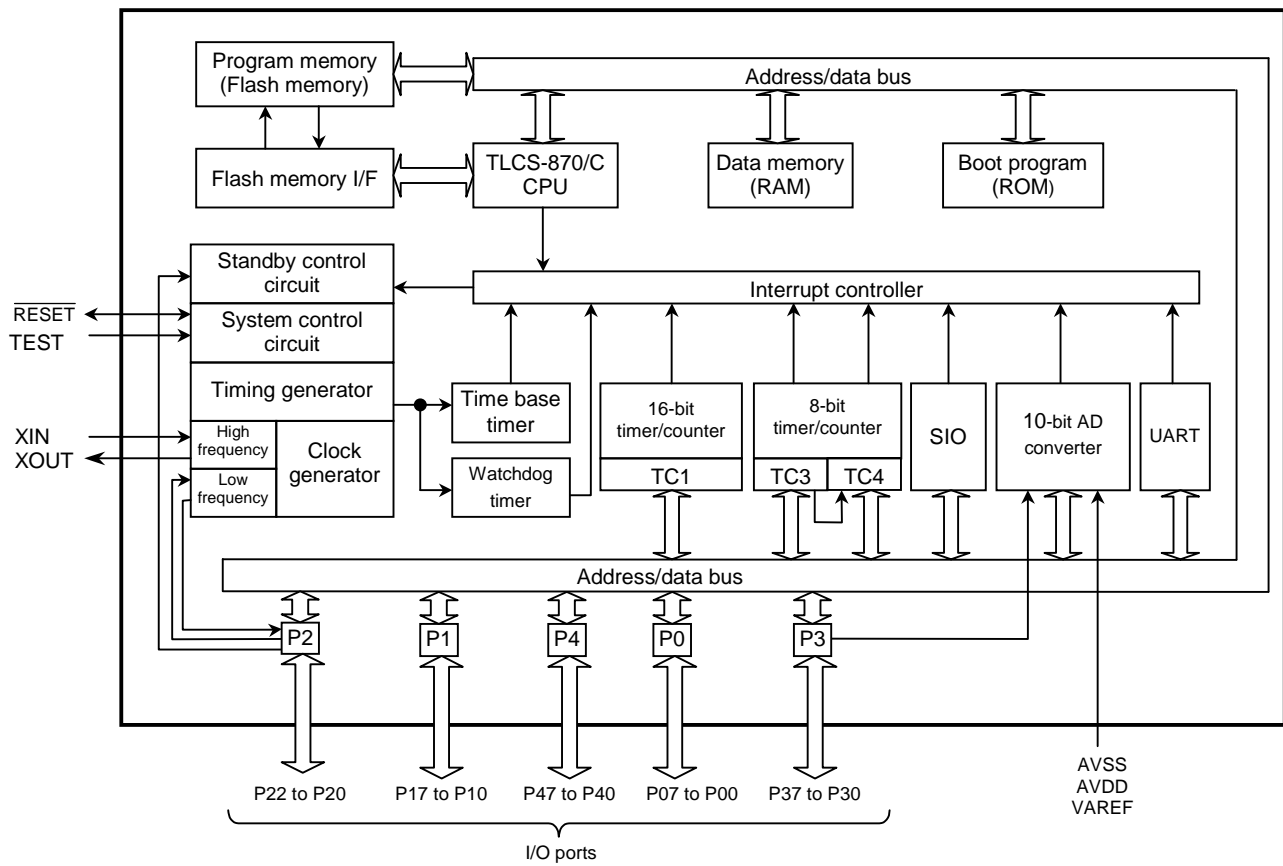 Program memory
(Flash memory)
Address/data bus
Flash memory I/F
TLCS-870/C
CPU
Data memory
(RAM)
Boot program
(ROM)
Standby control
circuit
Interrupt controller
RESET
TEST
System control
circuit
Timing generator
Time base
timer
16-bit
timer/counter
TC1
8-bit
timer/counter
TC3
TC4
SIO
10-bit AD
converter
UART
XIN
XOUT
High
frequency
Low
frequency
Clock
generator
Watchdog
timer
Address/data bus
P2
P1
P4
P0
P3
P22 to P20
P17 to P10
P47 to P40
P07 to P00
P37 to P30
AVSS
AVDD
VAREF
I/O ports